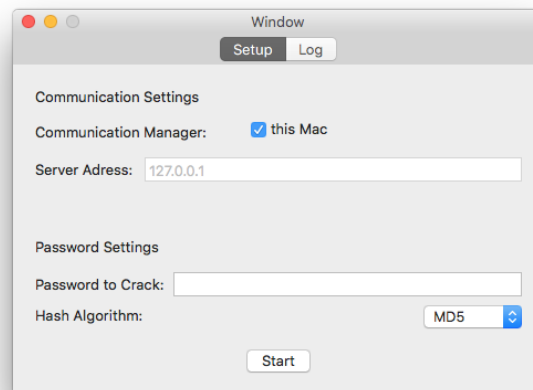 Window
Setup Log
Communication Settings
Communication Manager: this Mac
Server Adress: 127.0.0.1
Password Settings
Password to Crack:
Hash Algorithm: MD5
Start